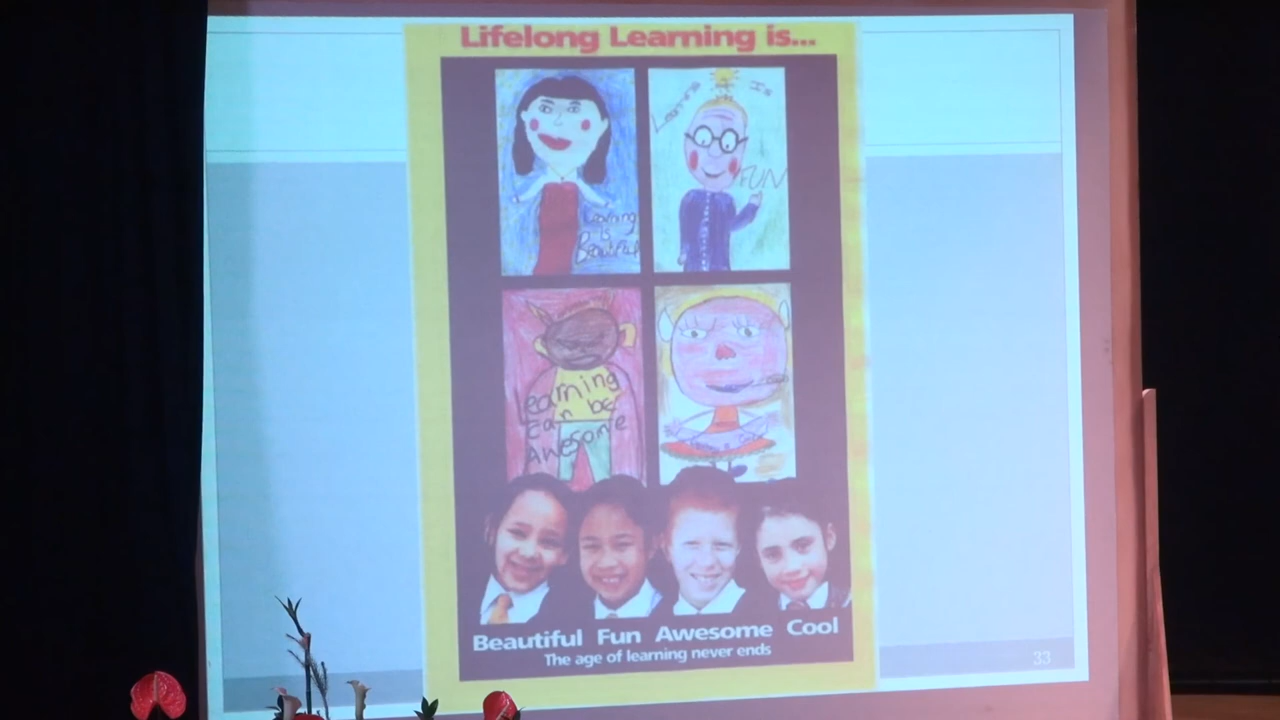 Lifelong Learning is...
Learning
is
Beautiful
Learning Is
FUN
Learning
can be
Awesome
Beautiful Fun Awesome Cool
The age of learning never ends
33